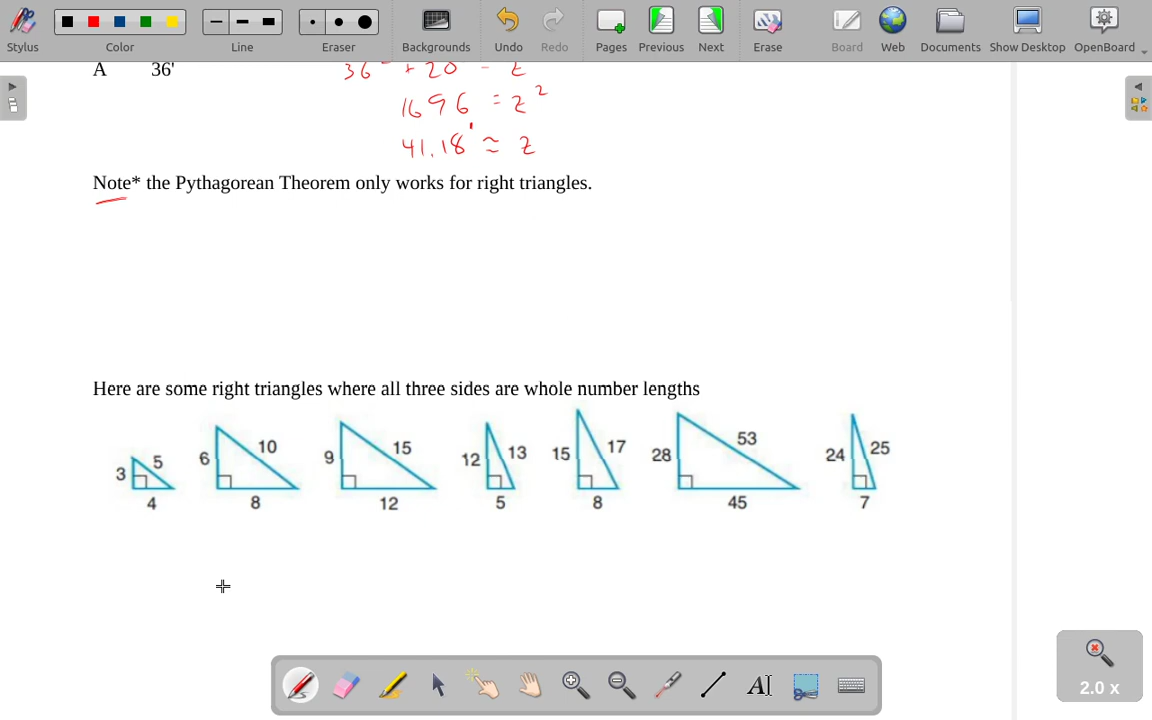 Stylus
Color
Line
Eraser
Backgrounds
Undo
Redo
Pages
Previous
Next
Erase
Board
Web
Documents
Show Desktop
OpenBoard
A 36'
36² + 20 = z
1696 = z²
41.18' ≈ z
Note* the Pythagorean Theorem only works for right triangles.
Here are some right triangles where all three sides are whole number lengths
3 5 4
6 10 8
9 15 12
12 13 5
15 17 8
28 53 45
24 25 7
AI
2.0 x